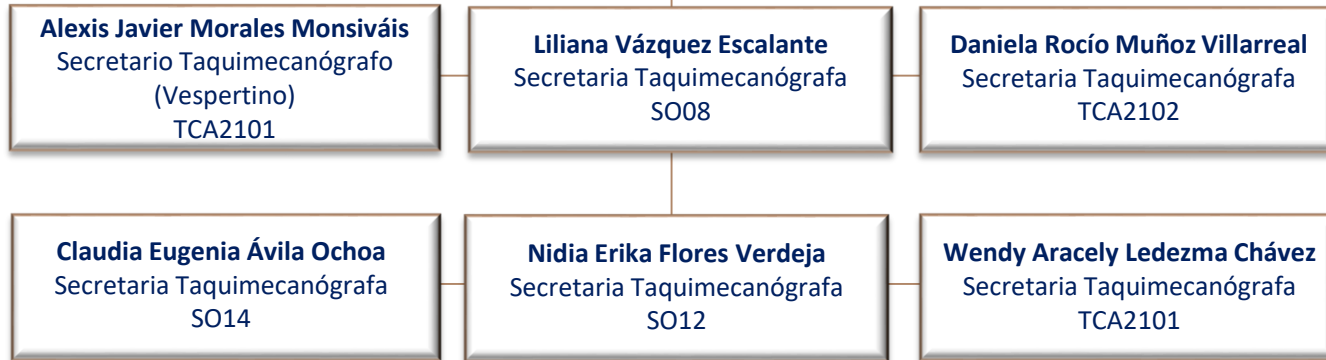 Alexis Javier Morales Monsiváis
Secretario Taquimecanógrafo
(Vespertino)
TCA2101
Liliana Vázquez Escalante
Secretaria Taquimecanógrafa
SO08
Daniela Rocío Muñoz Villarreal
Secretaria Taquimecanógrafa
TCA2102
Claudia Eugenia Ávila Ochoa
Secretaria Taquimecanógrafa
SO14
Nidia Erika Flores Verdeja
Secretaria Taquimecanógrafa
SO12
Wendy Aracely Ledezma Chávez
Secretaria Taquimecanógrafa
TCA2101